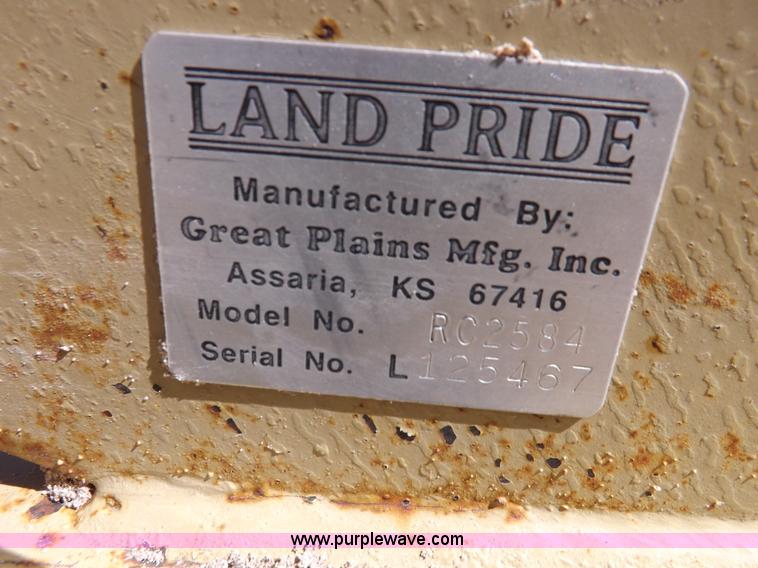 LAND PRIDE
Manufactured By:
Great Plains Mfg. Inc.
Assaria, KS 67416
Model No. RC2584
Serial No. L125467
www.purplewave.com